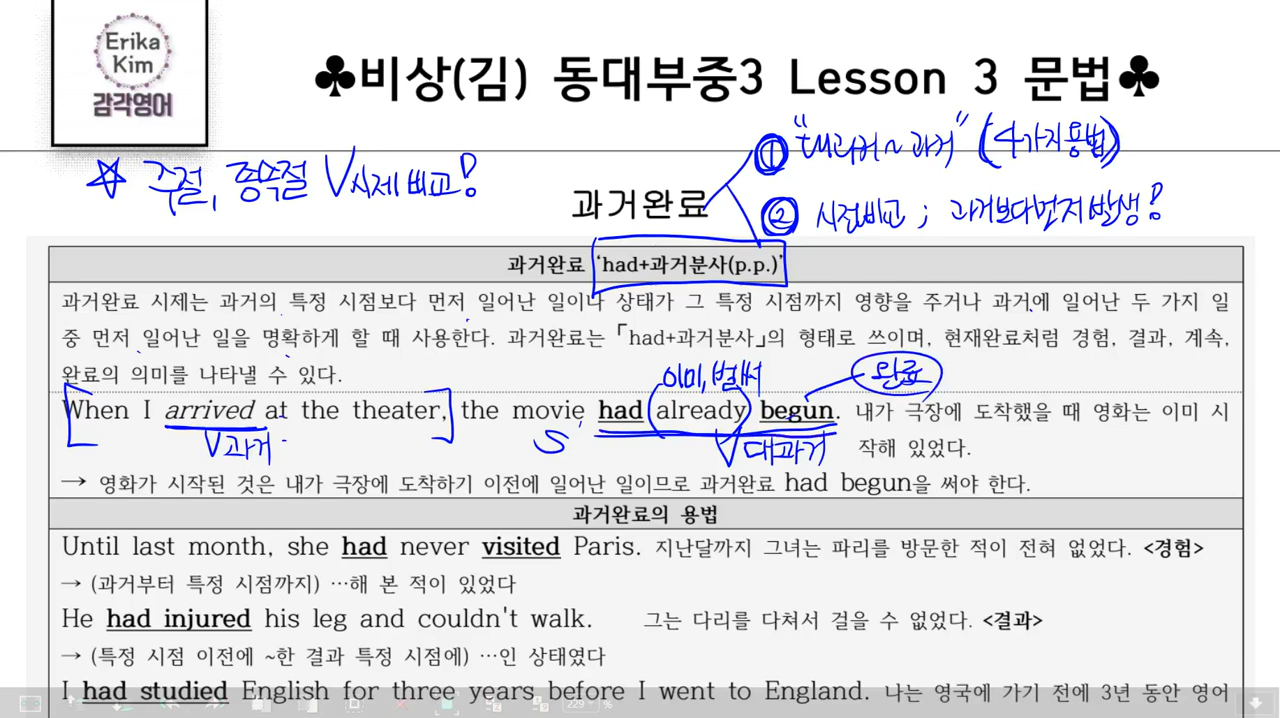 Erika
Kim
감각영어
♣비상(김) 동대부중3 Lesson 3 문법♣
☆ 주절, 종속절 V시제 비교!
① "대과거~과거" (4가지용법)
과거완료
② 시점비교 ; 과거보다먼저발생!
과거완료 'had+과거분사(p.p.)'
과거완료 시제는 과거의 특정 시점보다 먼저 일어난 일이나 상태가 그 특정 시점까지 영향을 주거나 과거에 일어난 두 가지 일
중 먼저 일어난 일을 명확하게 할 때 사용한다. 과거완료는 「had+과거분사」의 형태로 쓰이며, 현재완료처럼 경험, 결과, 계속,
완료의 의미를 나타낼 수 있다.
이미, 벌써
완료
When I arrived at the theater, the movie had already begun. 내가 극장에 도착했을 때 영화는 이미 시
작해 있었다.
V과거
S
V대과거
→ 영화가 시작된 것은 내가 극장에 도착하기 이전에 일어난 일이므로 과거완료 had begun을 써야 한다.
과거완료의 용법
Until last month, she had never visited Paris. 지난달까지 그녀는 파리를 방문한 적이 전혀 없었다. <경험>
→ (과거부터 특정 시점까지) …해 본 적이 있었다
He had injured his leg and couldn't walk. 그는 다리를 다쳐서 걸을 수 없었다. <결과>
→ (특정 시점 이전에 ~한 결과 특정 시점에) …인 상태였다
I had studied English for three years before I went to England. 나는 영국에 가기 전에 3년 동안 영어
229 %